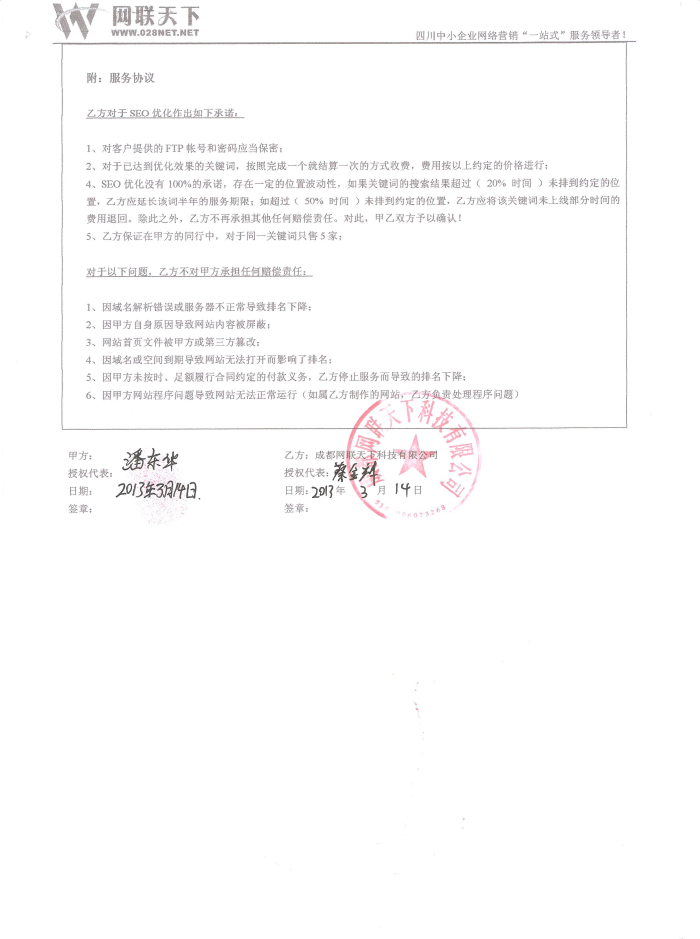 网联天下
WWW.028NET.NET
四川中小企业网络营销“一站式”服务领导者！
附：服务协议
乙方对于 SEO 优化作出如下承诺：
1、对客户提供的 FTP 帐号和密码应当保密；
2、对于已达到优化效果的关键词，按照完成一个就结算一次的方式收费，费用按以上约定的价格进行；
4、SEO 优化没有 100%的承诺，存在一定的位置波动性，如果关键词的搜索结果超过（ 20% 时间 ）未排到约定的位
置，乙方应延长该词半年的服务期限；如超过（ 50% 时间 ）未排到约定的位置，乙方应将该关键词未上线部分时间的
费用退回。除此之外，乙方不再承担其他任何赔偿责任。对此，甲乙双方予以确认！
5、乙方保证在甲方的同行中，对于同一关键词只售 5 家；
对于以下问题，乙方不对甲方承担任何赔偿责任：
1、因域名解析错误或服务器不正常导致排名下降；
2、因甲方自身原因导致网站内容被屏蔽；
3、网站首页文件被甲方或第三方篡改；
4、因域名或空间到期导致网站无法打开而影响了排名；
5、因甲方未按时、足额履行合同约定的付款义务，乙方停止服务而导致的排名下降；
6、因甲方网站程序问题导致网站无法正常运行（如属乙方制作的网站，乙方负责处理程序问题）
甲方：
授权代表：潘东华
日期：2013年3月14日.
签章：
乙方：成都网联天下科技有限公司
授权代表：蔡金
日期：2013 年 3 月 14 日
签章：
网联天下科技有限公司